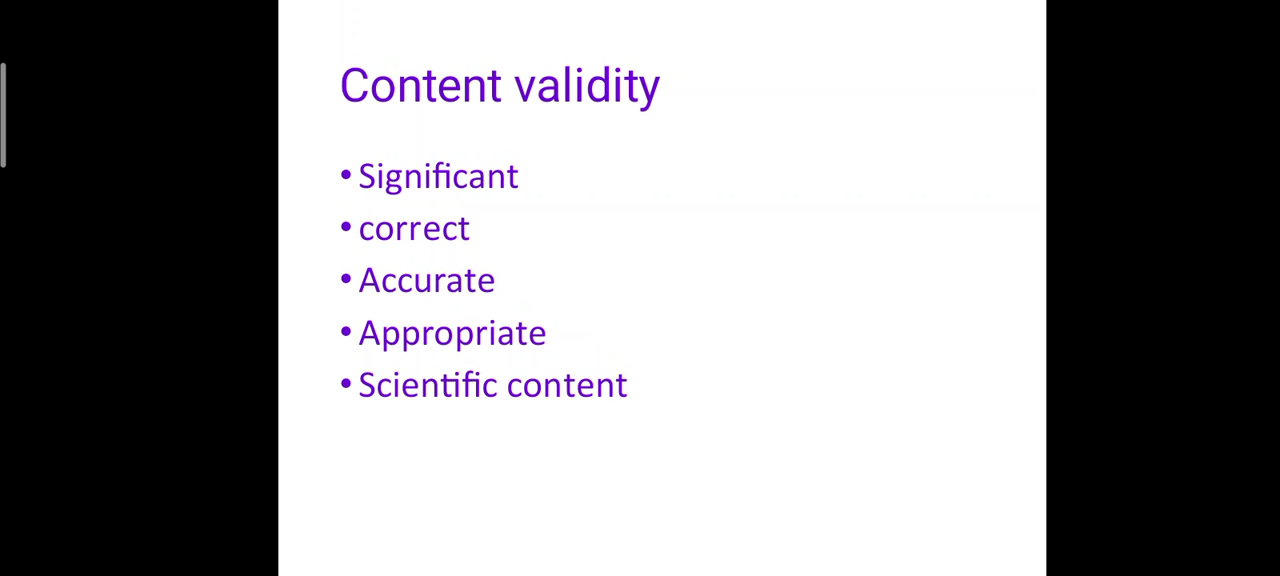 Content validity
• Significant
• correct
• Accurate
• Appropriate
• Scientific content